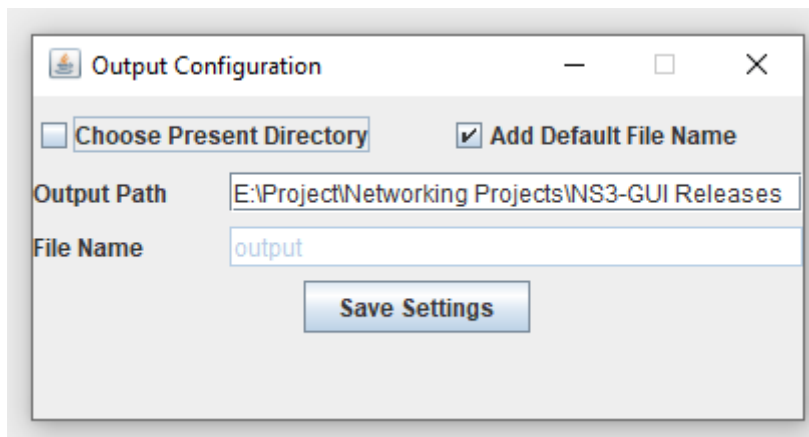 Output Configuration
Choose Present Directory Add Default File Name
Output Path E:\Project\Networking Projects\NS3-GUI Releases
File Name output
Save Settings